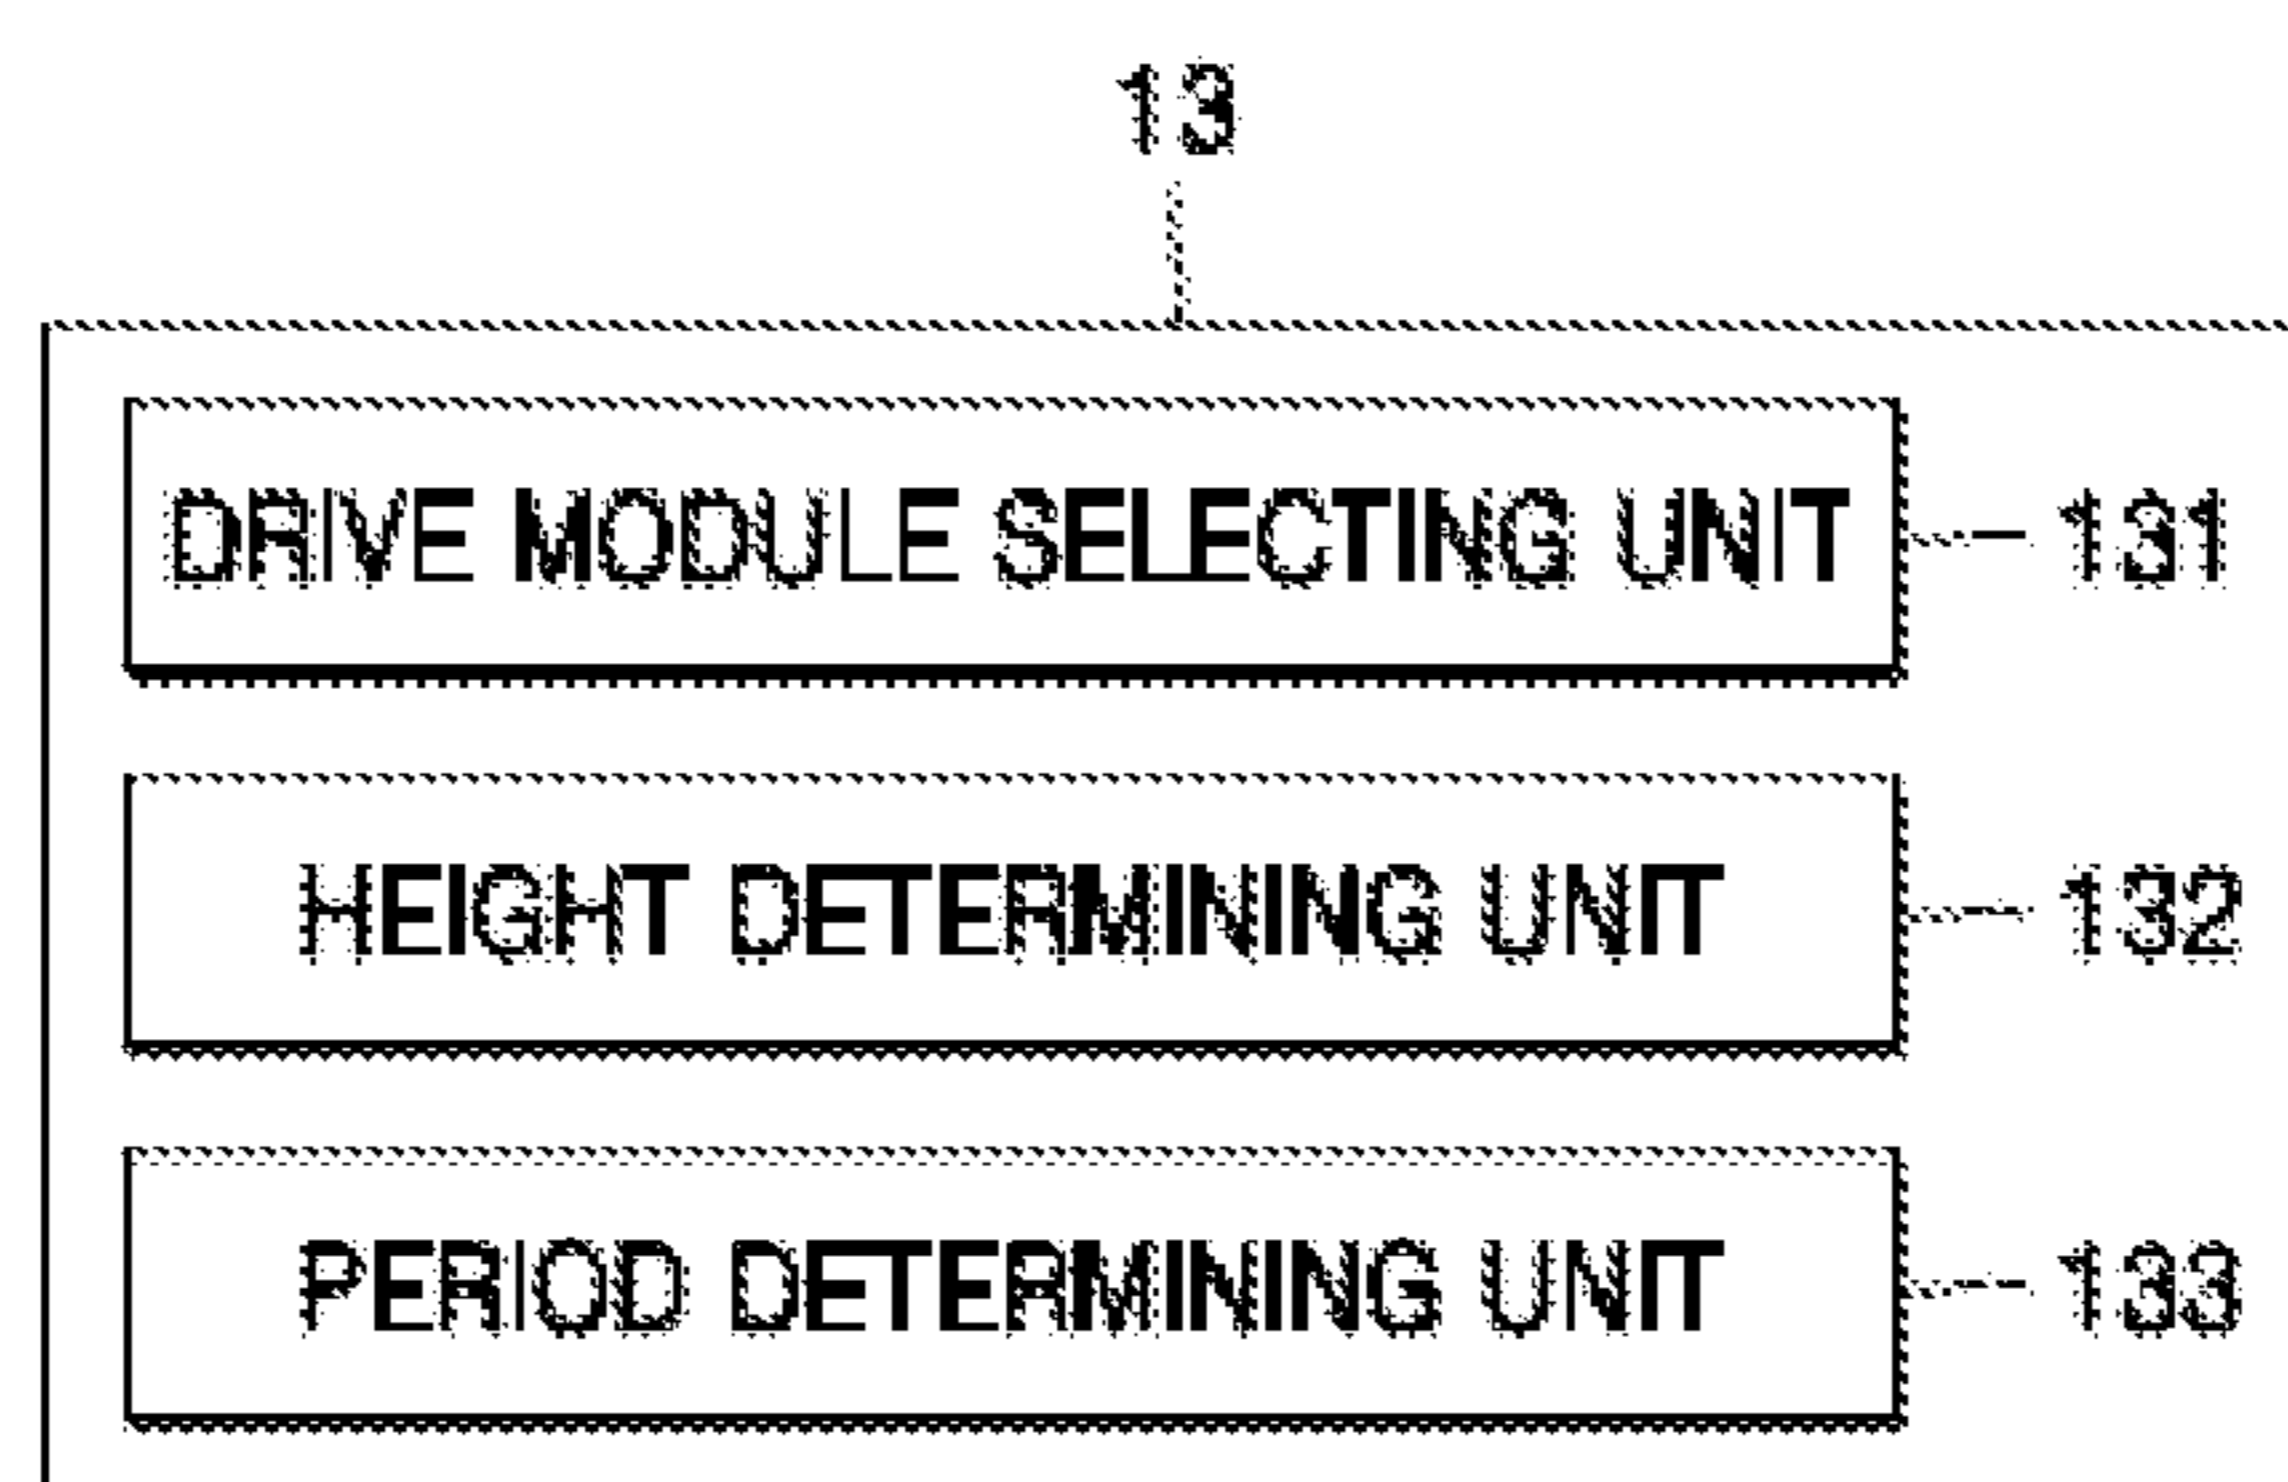 13
DRIVE MODULE SELECTING UNIT 131
HEIGHT DETERMINING UNIT 132
PERIOD DETERMINING UNIT 133